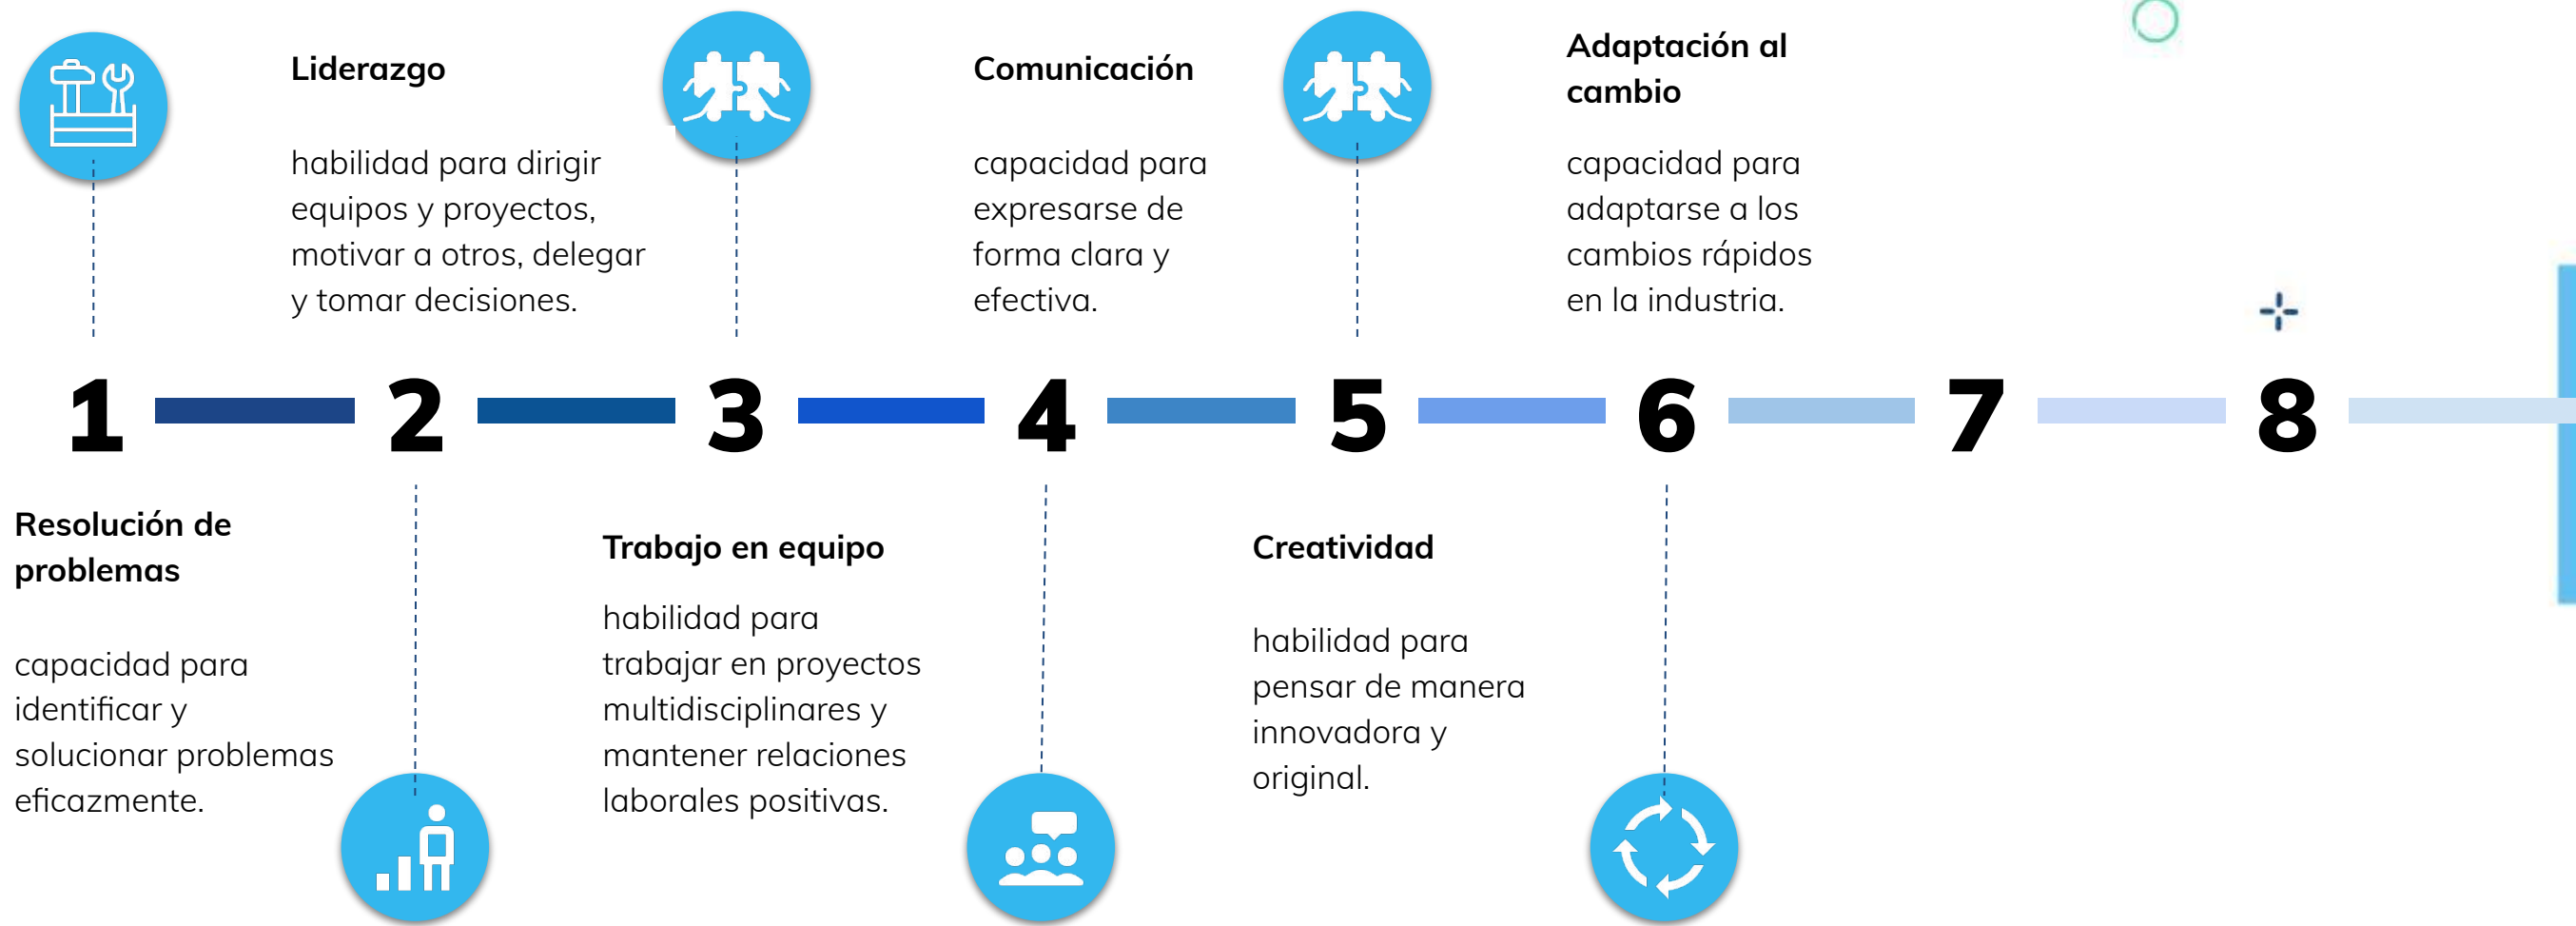 Liderazgo
habilidad para dirigir
equipos y proyectos,
motivar a otros, delegar
y tomar decisiones.
Comunicación
capacidad para
expresarse de
forma clara y
efectiva.
Adaptación al
cambio
capacidad para
adaptarse a los
cambios rápidos
en la industria.
1 2 3 4 5 6 7 8
Resolución de
problemas
capacidad para
identificar y
solucionar problemas
eficazmente.
Trabajo en equipo
habilidad para
trabajar en proyectos
multidisciplinares y
mantener relaciones
laborales positivas.
Creatividad
habilidad para
pensar de manera
innovadora y
original.